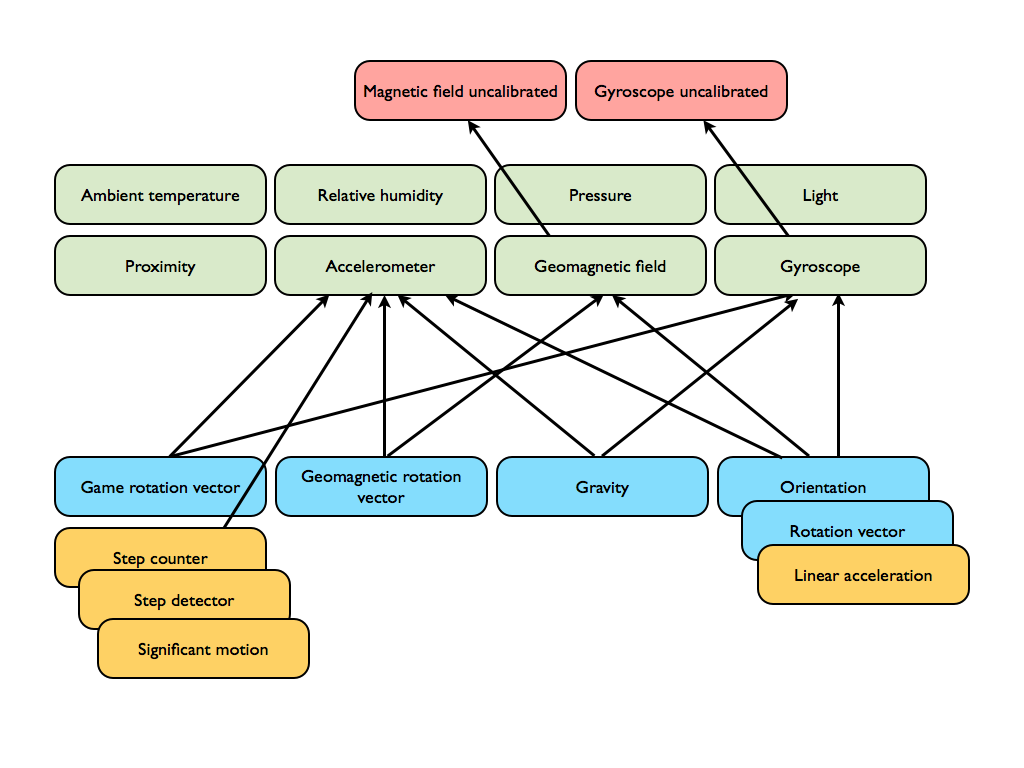 Magnetic field uncalibrated
Gyroscope uncalibrated
Ambient temperature
Relative humidity
Pressure
Light
Proximity
Accelerometer
Geomagnetic field
Gyroscope
Game rotation vector
Geomagnetic rotation
vector
Gravity
Orientation
Rotation vector
Linear acceleration
Step counter
Step detector
Significant motion